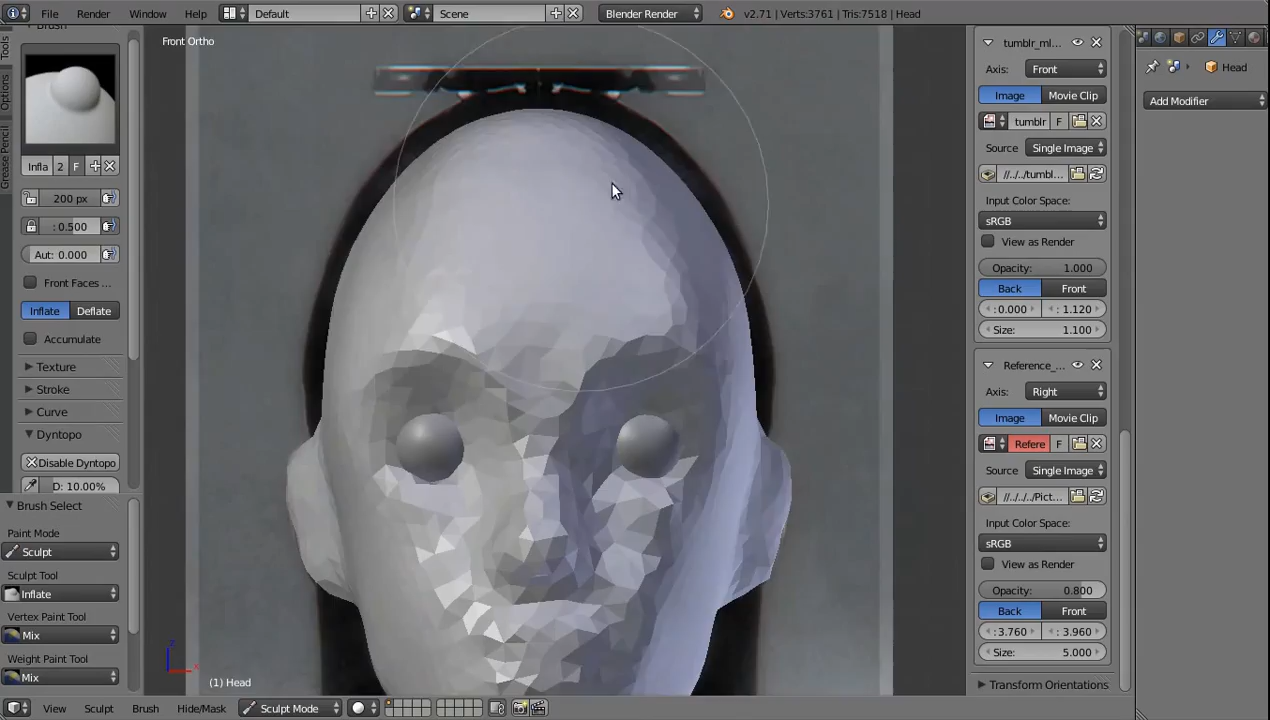 File Render Window Help Default Scene Blender Render v2.71 | Verts:3761 | Tris:7518 | Head
Brush
Tools
Options
Grease Pencil
Infla 2 F
200 px
: 0.500
Aut: 0.000
Front Faces ...
Inflate Deflate
Accumulate
Texture
Stroke
Curve
Dyntopo
Disable Dyntopo
D: 10.00%
Brush Select
Paint Mode
Sculpt
Sculpt Tool
Inflate
Vertex Paint Tool
Mix
Weight Paint Tool
Mix
Front Ortho
z
x
(1) Head
View Sculpt Brush Hide/Mask Sculpt Mode
tumblr_ml...
Axis: Front
Image Movie Clip
tumblr F
Source Single Image
//../../tumbl...
Input Color Space:
sRGB
View as Render
Opacity: 1.000
Back Front
: 0.000 : 1.120
Size: 1.100
Reference_...
Axis: Right
Image Movie Clip
Refere F
Source Single Image
//../../../Pict...
Input Color Space:
sRGB
View as Render
Opacity: 0.800
Back Front
: 3.760 : 3.960
Size: 5.000
Transform Orientations
Head
Add Modifier